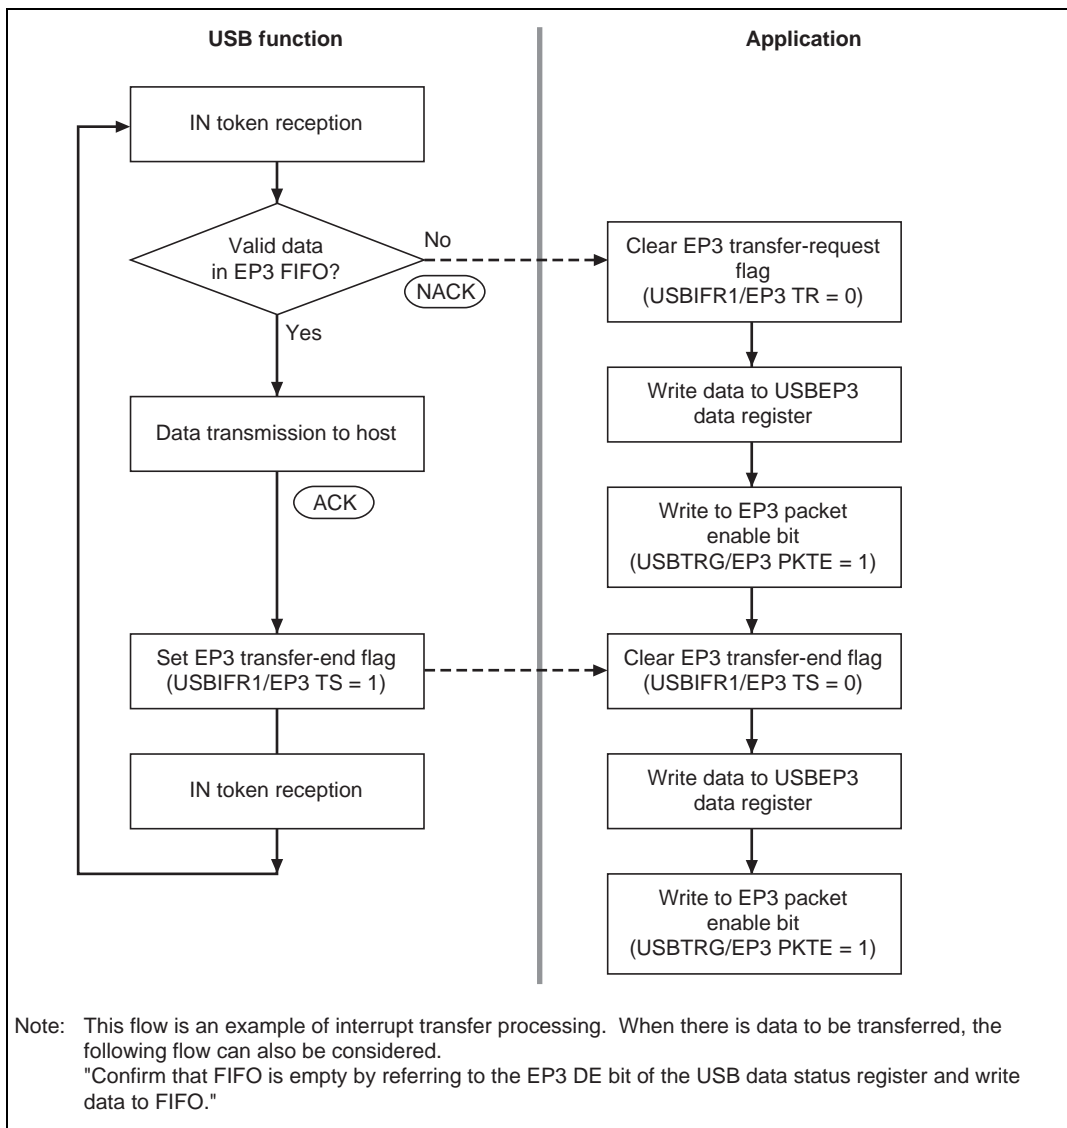 USB function
Application
IN token reception
Valid data
in EP3 FIFO?
No
NACK
Yes
Clear EP3 transfer-request
flag
(USBIFR1/EP3 TR = 0)
Write data to USBEP3
data register
Data transmission to host
ACK
Write to EP3 packet
enable bit
(USBTRG/EP3 PKTE = 1)
Set EP3 transfer-end flag
(USBIFR1/EP3 TS = 1)
Clear EP3 transfer-end flag
(USBIFR1/EP3 TS = 0)
IN token reception
Write data to USBEP3
data register
Write to EP3 packet
enable bit
(USBTRG/EP3 PKTE = 1)
Note: This flow is an example of interrupt transfer processing. When there is data to be transferred, the
following flow can also be considered.
"Confirm that FIFO is empty by referring to the EP3 DE bit of the USB data status register and write
data to FIFO."